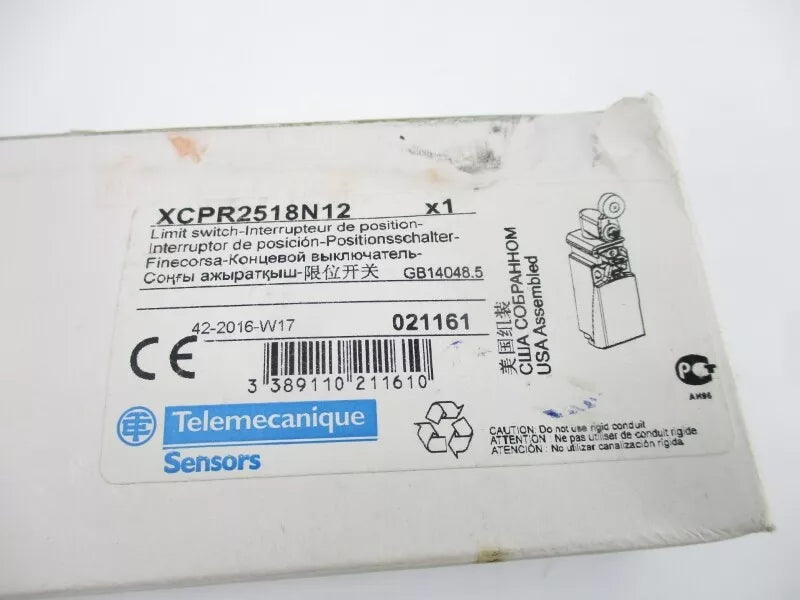 XCPR2518N12 x1
Limit switch-Interrupteur de position-
Interruptor de posición-Positionsschalter-
Finecorsa-Концевой выключатель-
Соңғы ажыратқыш-限位开关 GB14048.5
42-2016-W17 021161
CE
3 389110 211610
Telemecanique
Sensors
美国组装
США СОБРАННОМ
USA Assembled
PCT
АИ96
CAUTION: Do not use rigid conduit
ATTENTION : Ne pas utiliser de conduit rigide
ATENCIÓN : No utilizar canalización rigida